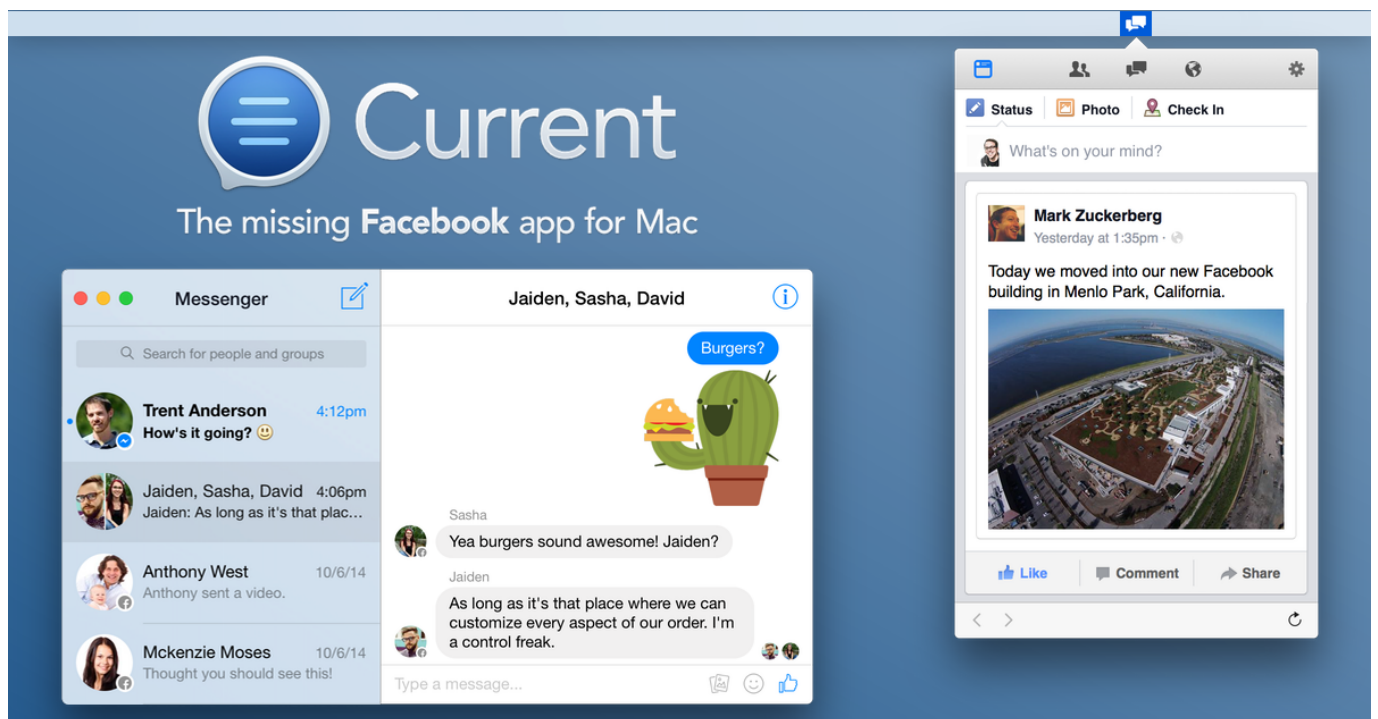 Current
The missing Facebook app for Mac
Messenger
Search for people and groups
Trent Anderson 4:12pm
How's it going? 😃
Jaiden, Sasha, David 4:06pm
Jaiden: As long as it's that plac...
Anthony West 10/6/14
Anthony sent a video.
Mckenzie Moses 10/6/14
Thought you should see this!
Jaiden, Sasha, David
Burgers?
Sasha
Yea burgers sound awesome! Jaiden?
Jaiden
As long as it's that place where we can
customize every aspect of our order. I'm
a control freak.
Type a message...
Status Photo Check In
What's on your mind?
Mark Zuckerberg
Yesterday at 1:35pm ·
Today we moved into our new Facebook
building in Menlo Park, California.
Like Comment Share